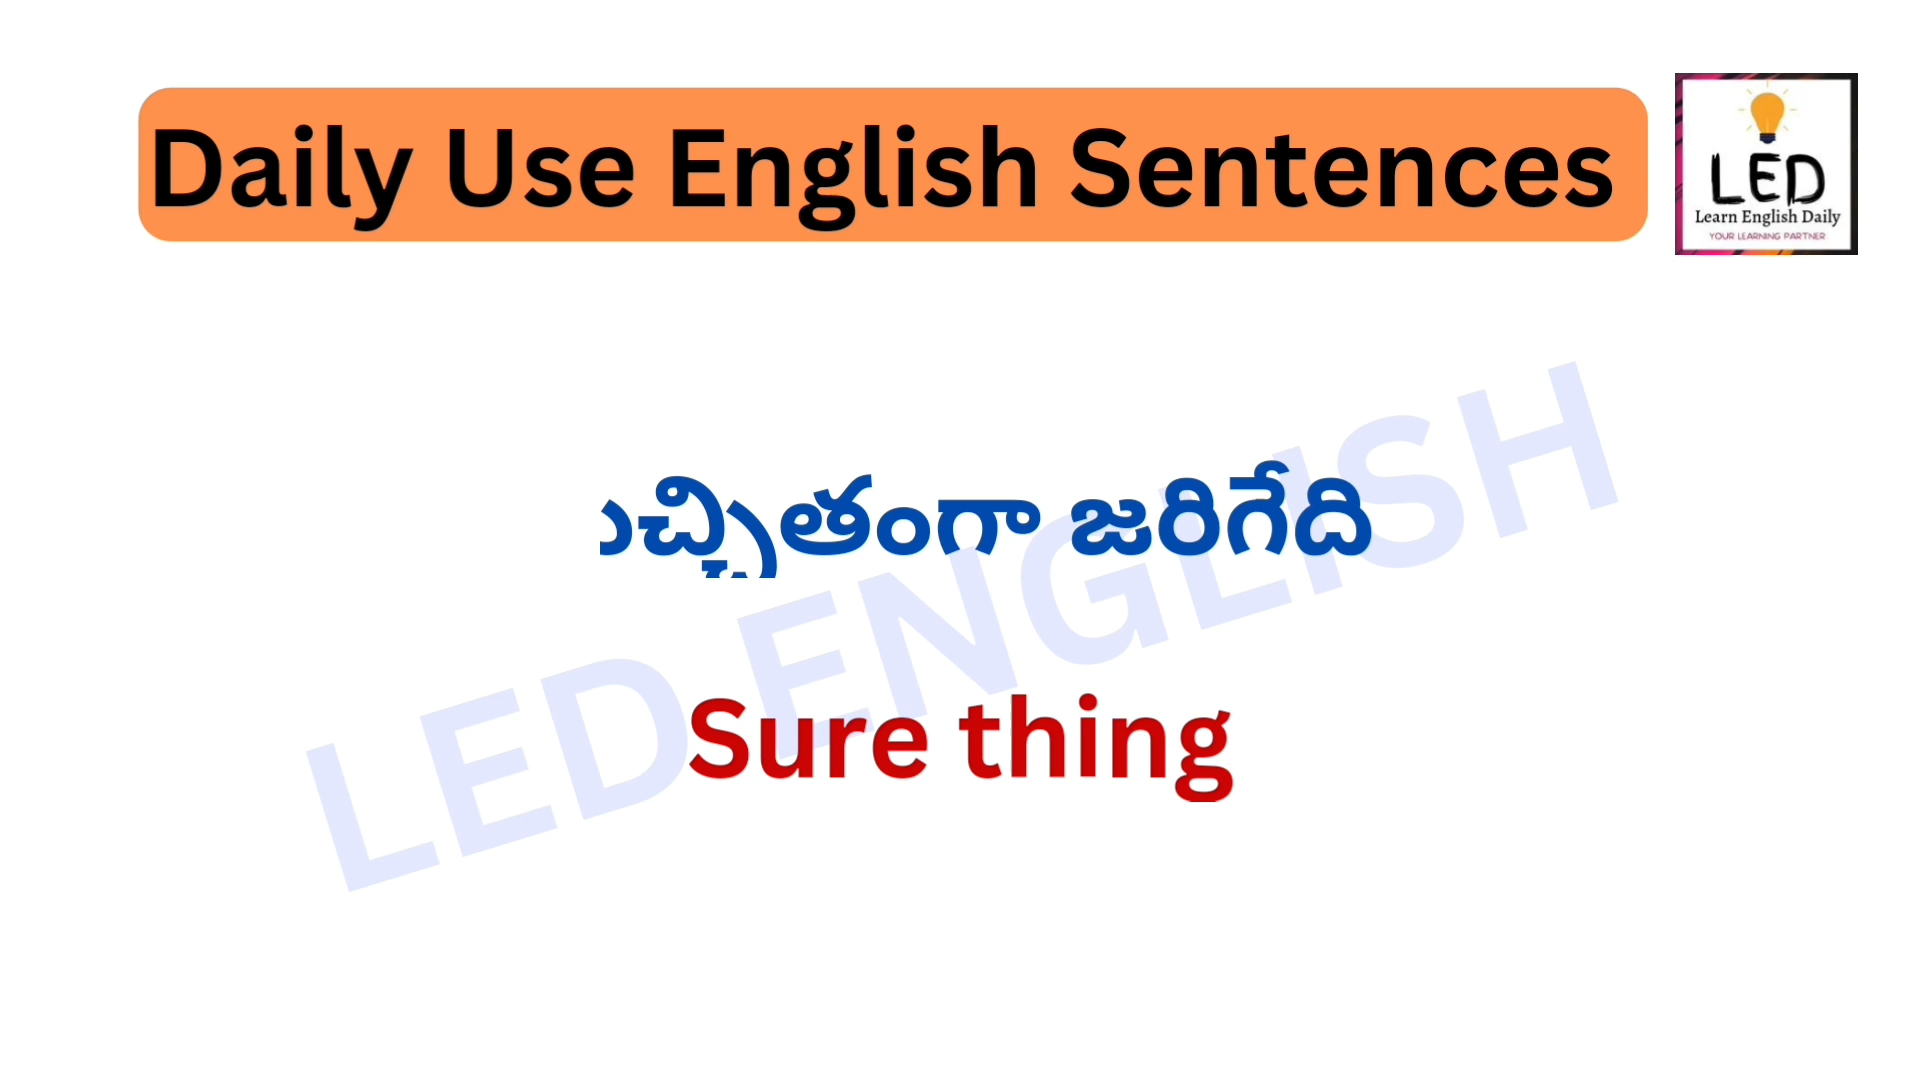 Daily Use English Sentences
LED
Learn English Daily
YOUR LEARNING PARTNER
జరిగేది
LED ENGLISH
Sure thing